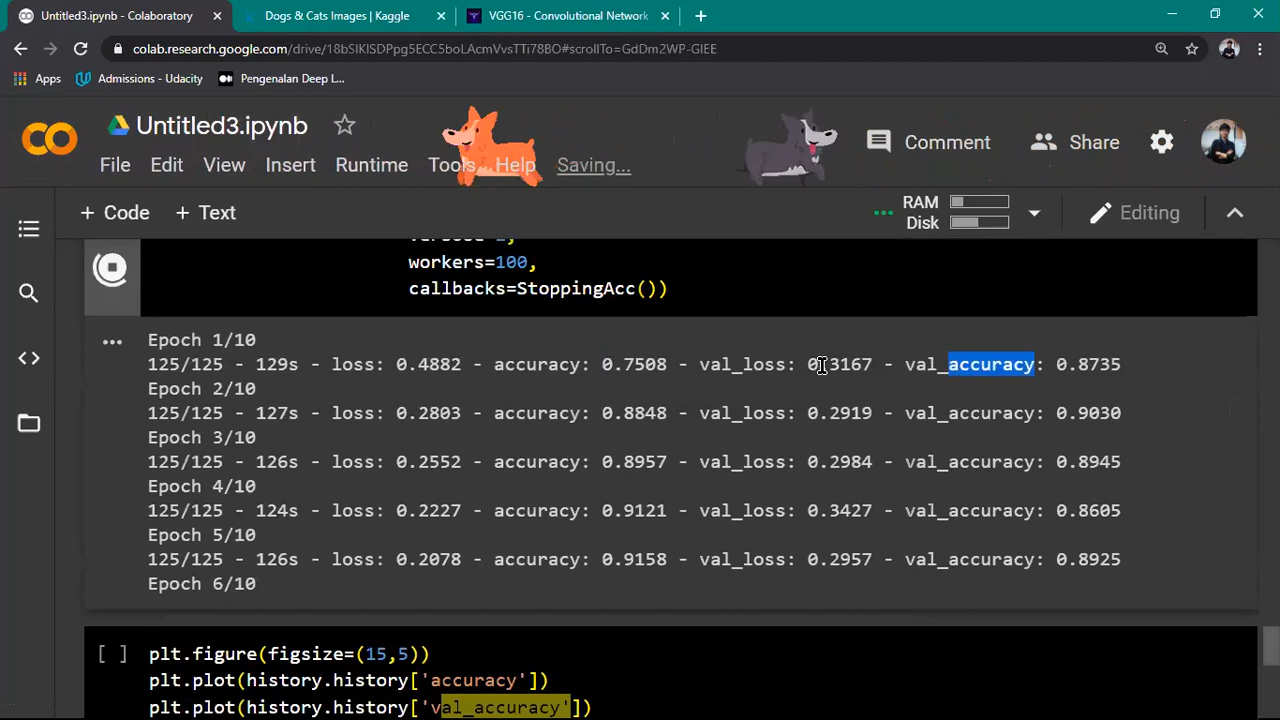 Untitled3.ipynb - Colaboratory
Dogs & Cats Images | Kaggle
VGG16 - Convolutional Network
colab.research.google.com/drive/18bSIKlSDPpg5ECC5boLAcmVvsTTi78BO#scrollTo=GdDm2WP-GlEE
Apps
Admissions - Udacity
Pengenalan Deep L...
Untitled3.ipynb
Comment
Share
File Edit View Insert Runtime Tools Help Saving...
+ Code + Text
RAM
Disk
Editing
workers=100,
callbacks=StoppingAcc())
Epoch 1/10
125/125 - 129s - loss: 0.4882 - accuracy: 0.7508 - val_loss: 0.3167 - val_accuracy: 0.8735
Epoch 2/10
125/125 - 127s - loss: 0.2803 - accuracy: 0.8848 - val_loss: 0.2919 - val_accuracy: 0.9030
Epoch 3/10
125/125 - 126s - loss: 0.2552 - accuracy: 0.8957 - val_loss: 0.2984 - val_accuracy: 0.8945
Epoch 4/10
125/125 - 124s - loss: 0.2227 - accuracy: 0.9121 - val_loss: 0.3427 - val_accuracy: 0.8605
Epoch 5/10
125/125 - 126s - loss: 0.2078 - accuracy: 0.9158 - val_loss: 0.2957 - val_accuracy: 0.8925
Epoch 6/10
[ ] plt.figure(figsize=(15,5))
plt.plot(history.history['accuracy'])
plt.plot(history.history['val_accuracy'])